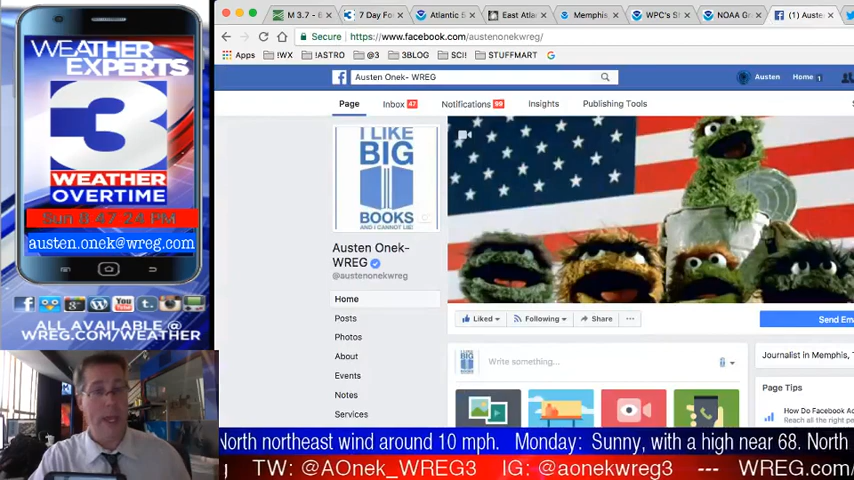 WEATHER
EXPERTS
3
WEATHER
OVERTIME
Sun 8:47:24 PM
austen.onek@wreg.com
ALL AVAILABLE @
WREG.COM/WEATHER
M 3.7 - 6
7 Day For
Atlantic 5
East Atla
Memphis,
WPC's S
NOAA Gr
(1) Auste
Secure https://www.facebook.com/austenonekwreg/
Apps !WX !ASTRO @3 3BLOG SCI! STUFFMART
Austen Onek- WREG
Austen Home 1
Page Inbox 47 Notifications 99 Insights Publishing Tools
I LIKE
BIG
BOOKS
AND I CANNOT LIE!
Austen Onek-
WREG
@austenonekwreg
Home
Posts
Photos
About
Events
Notes
Services
Liked Following Share
Send Em
Write something...
Journalist in Memphis, T
Page Tips
How Do Facebook A
Reach all the right pe
North northeast wind around 10 mph. Monday: Sunny, with a high near 68. North
TW: @AOnek_WREG3 IG: @aonekwreg3 --- WREG.com/